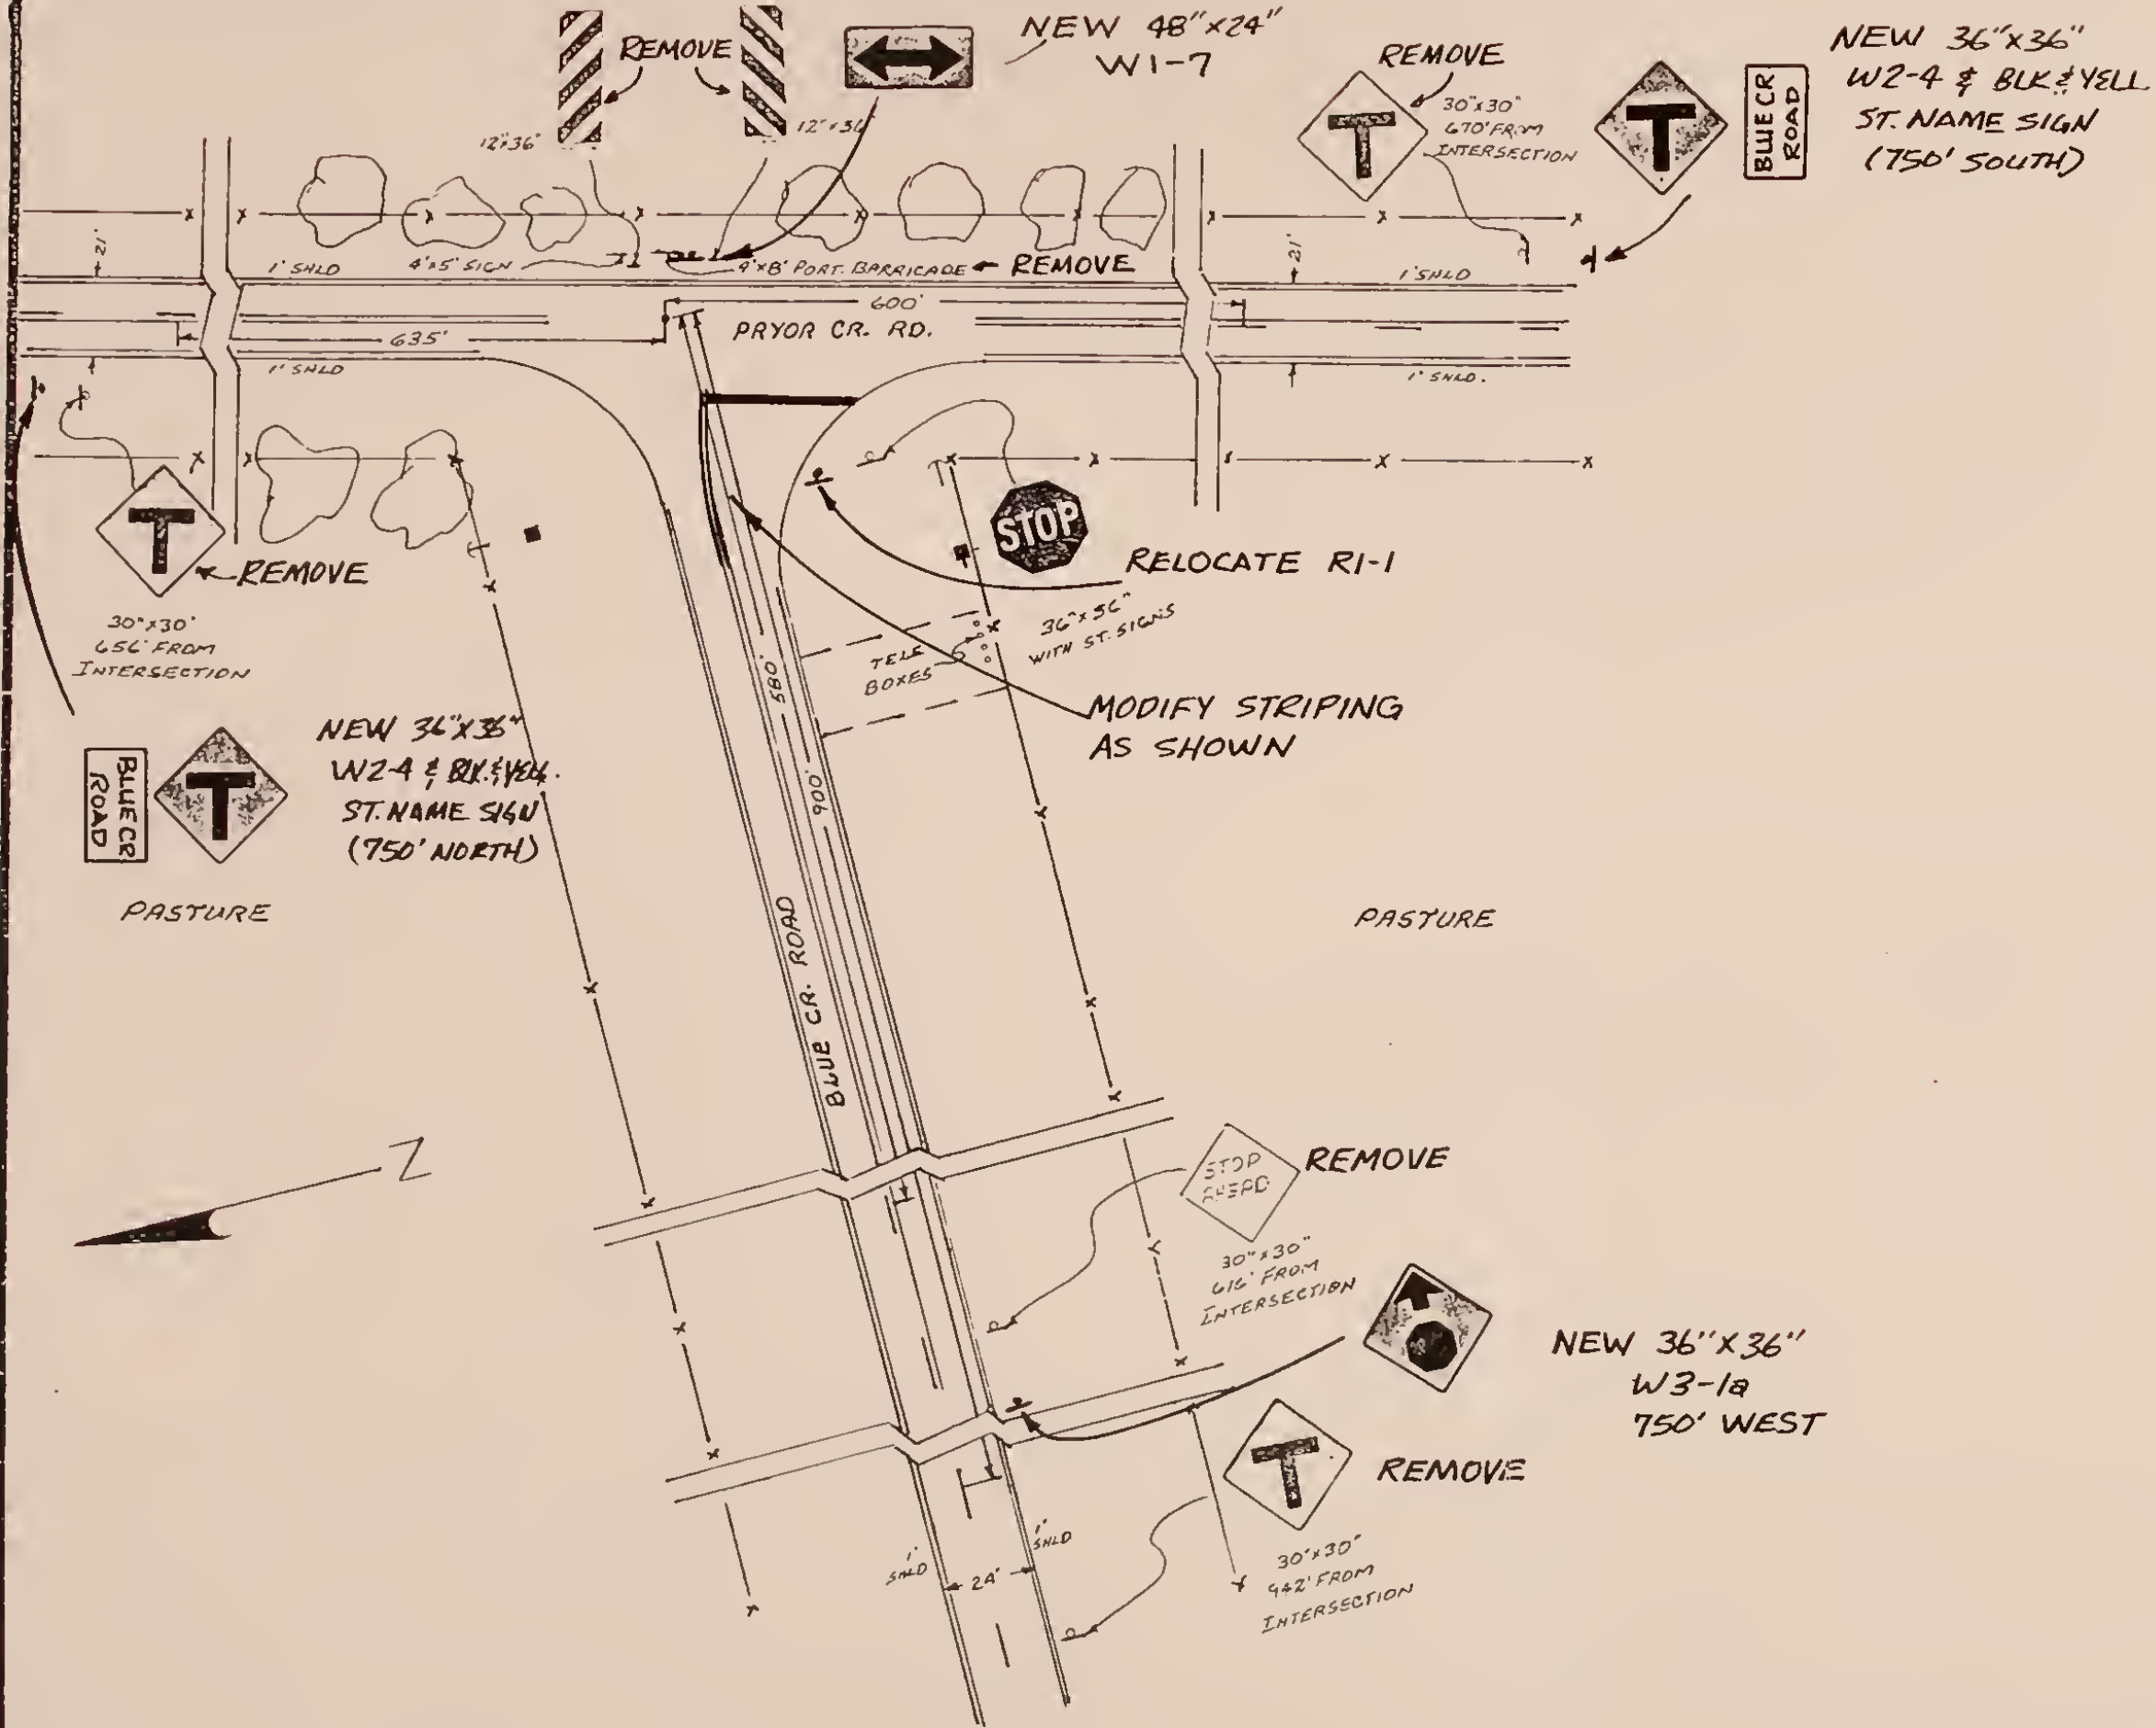 REMOVE
NEW 48"x24"
W1-7
12"x36"
12"x36"
REMOVE
30"x30"
670' FROM
INTERSECTION
BLUE CR
ROAD
NEW 36"x36"
W2-4 & BLK & YELL
ST. NAME SIGN
(750' SOUTH)
21'
1' SHLD
4'x5' SIGN
4'x8' PORT. BARRICADE
REMOVE
21'
1' SHLD
600'
PRYOR CR. RD.
635'
1' SHLD
1' SHLD.
STOP
RELOCATE R1-1
36"x36"
WITH ST. SIGNS
REMOVE
30"x30"
656' FROM
INTERSECTION
TELE
BOXES
580'
900'
MODIFY STRIPING
AS SHOWN
BLUE CR
ROAD
NEW 36"x36"
W2-4 & BLK. & YELL.
ST. NAME SIGN
(750' NORTH)
PASTURE
PASTURE
BLUE CR. ROAD
N
STOP
AHEAD
REMOVE
30"x30"
616' FROM
INTERSECTION
NEW 36"x36"
W3-1a
750' WEST
REMOVE
30"x30"
942' FROM
INTERSECTION
1'
SHLD
24'
1'
SHLD